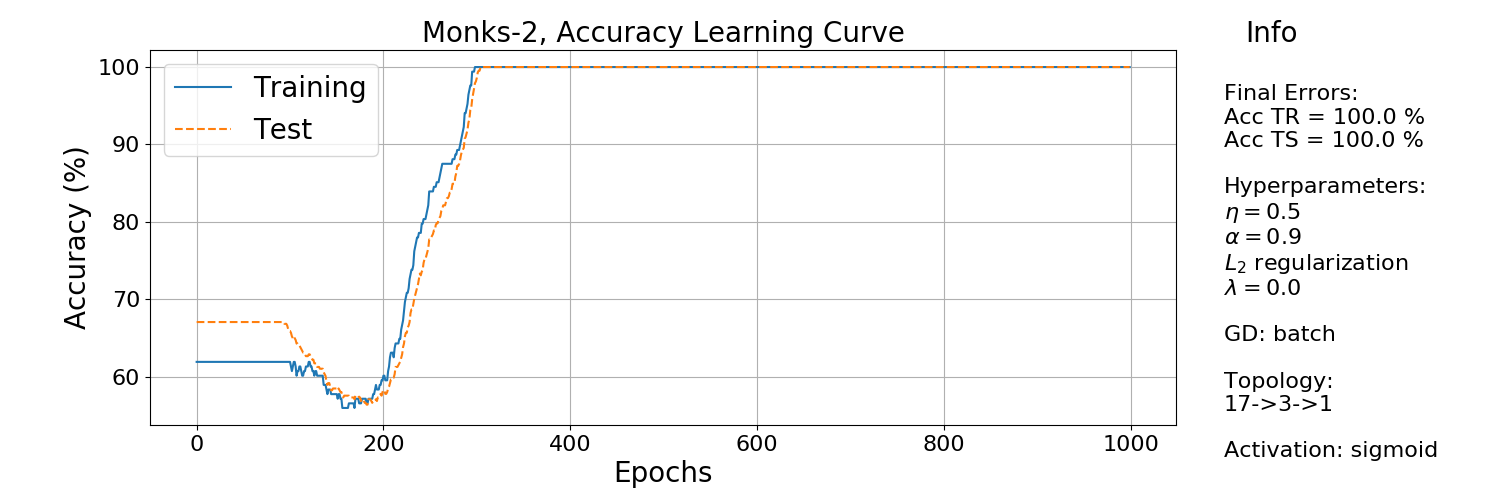 Monks-2, Accuracy Learning Curve
Info
100
90
80
70
60
Accuracy (%)
Training
Test
0
200
400
600
800
1000
Epochs
Final Errors:
Acc TR = 100.0 %
Acc TS = 100.0 %
Hyperparameters:
η = 0.5
α = 0.9
L₂ regularization
λ = 0.0
GD: batch
Topology:
17->3->1
Activation: sigmoid